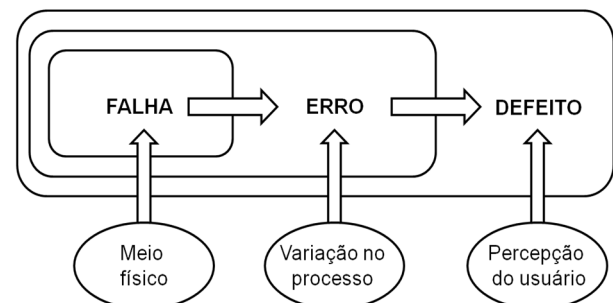 FALHA
ERRO
DEFEITO
Meio
físico
Variação no
processo
Percepção
do usuário